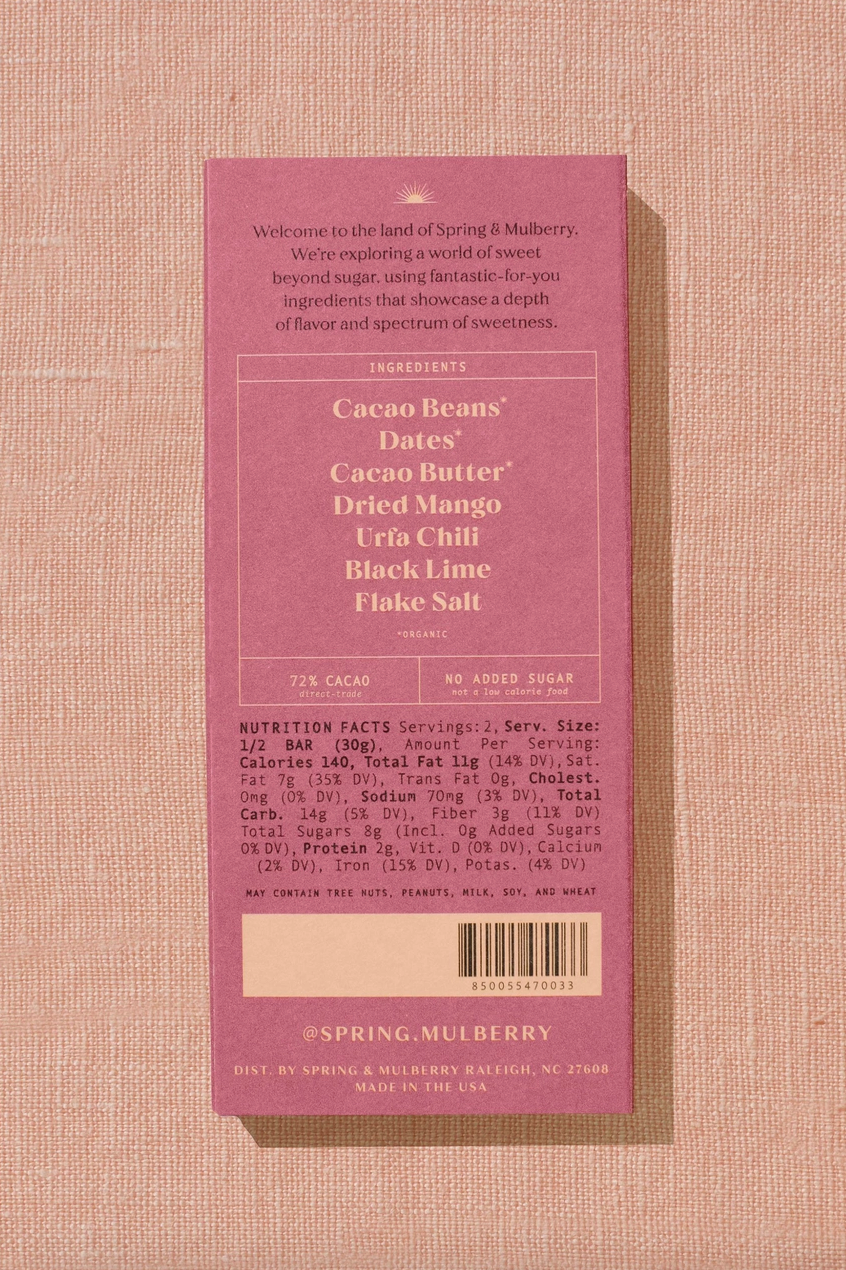 Welcome to the land of Spring & Mulberry.
We're exploring a world of sweet
beyond sugar, using fantastic-for-you
ingredients that showcase a depth
of flavor and spectrum of sweetness.
INGREDIENTS
Cacao Beans*
Dates*
Cacao Butter*
Dried Mango
Urfa Chili
Black Lime
Flake Salt
*ORGANIC
72% CACAO
direct-trade
NO ADDED SUGAR
not a low calorie food
NUTRITION FACTS Servings: 2, Serv. Size:
1/2 BAR (30g), Amount Per Serving:
Calories 140, Total Fat 11g (14% DV), Sat.
Fat 7g (35% DV), Trans Fat 0g, Cholest.
0mg (0% DV), Sodium 70mg (3% DV), Total
Carb. 14g (5% DV), Fiber 3g (11% DV)
Total Sugars 8g (Incl. 0g Added Sugars
0% DV), Protein 2g, Vit. D (0% DV), Calcium
(2% DV), Iron (15% DV), Potas. (4% DV)
MAY CONTAIN TREE NUTS, PEANUTS, MILK, SOY, AND WHEAT
850055470033
@SPRING.MULBERRY
DIST. BY SPRING & MULBERRY RALEIGH, NC 27608
MADE IN THE USA